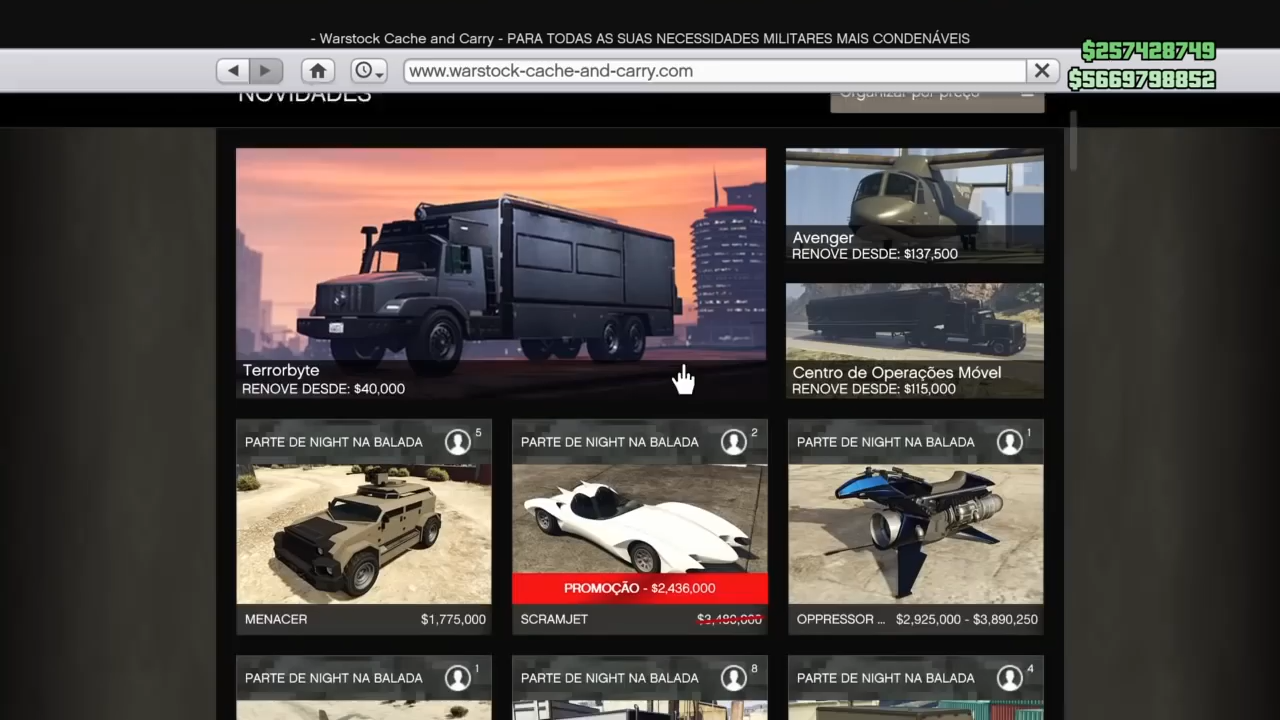 - Warstock Cache and Carry - PARA TODAS AS SUAS NECESSIDADES MILITARES MAIS CONDENÁVEIS
$257428749
www.warstock-cache-and-carry.com
$5669798852
NOVIDADES
Organizar por preço
Avenger
RENOVE DESDE: $137,500
Terrorbyte
RENOVE DESDE: $40,000
Centro de Operações Móvel
RENOVE DESDE: $115,000
PARTE DE NIGHT NA BALADA 5
PARTE DE NIGHT NA BALADA 2
PARTE DE NIGHT NA BALADA 1
PROMOÇÃO - $2,436,000
MENACER $1,775,000
SCRAMJET $3,480,000
OPPRESSOR ... $2,925,000 - $3,890,250
PARTE DE NIGHT NA BALADA 1
PARTE DE NIGHT NA BALADA 8
PARTE DE NIGHT NA BALADA 4